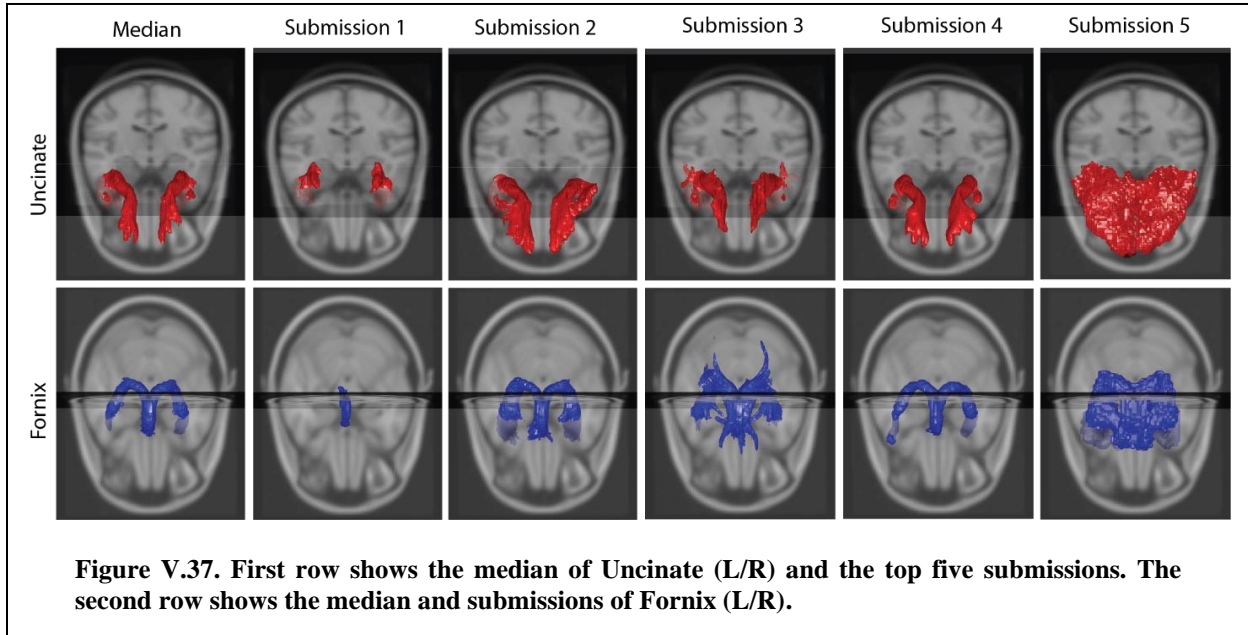 Median Submission 1 Submission 2 Submission 3 Submission 4 Submission 5
Uncinate
Fornix
Figure V.37. First row shows the median of Uncinate (L/R) and the top five submissions. The
second row shows the median and submissions of Fornix (L/R).